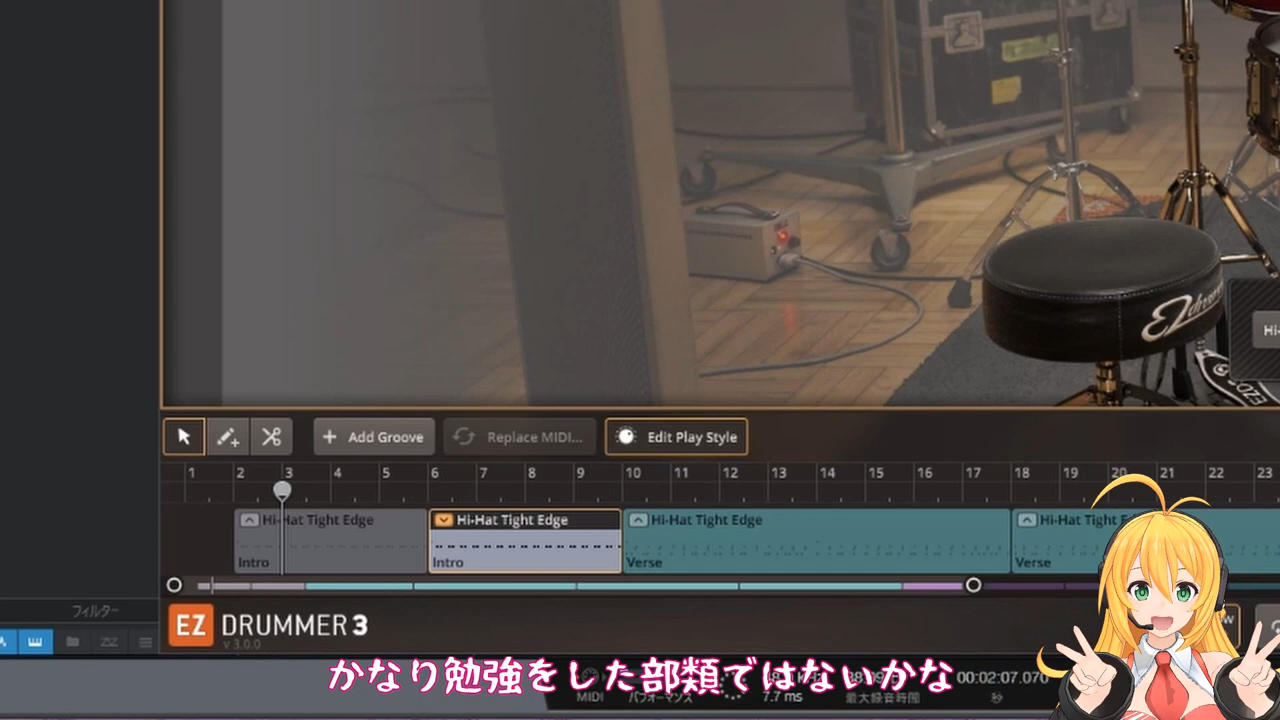 EZdrum
Hi-
EZD
Add Groove
Replace MIDI...
Edit Play Style
1 2 3 4 5 6 7 8 9 10 11 12 13 14 15 16 17 18 19 20 21 22 23
Hi-Hat Tight Edge
Hi-Hat Tight Edge
Hi-Hat Tight Edge
Hi-Hat Tight Edge
Intro
Intro
Verse
Verse
フィルター
EZ DRUMMER 3
v 3.0.0
かなり勉強をした部類ではないかな
00:02:07.070
MIDI
パフォーマンス
7.7 ms
最大録音時間
秒